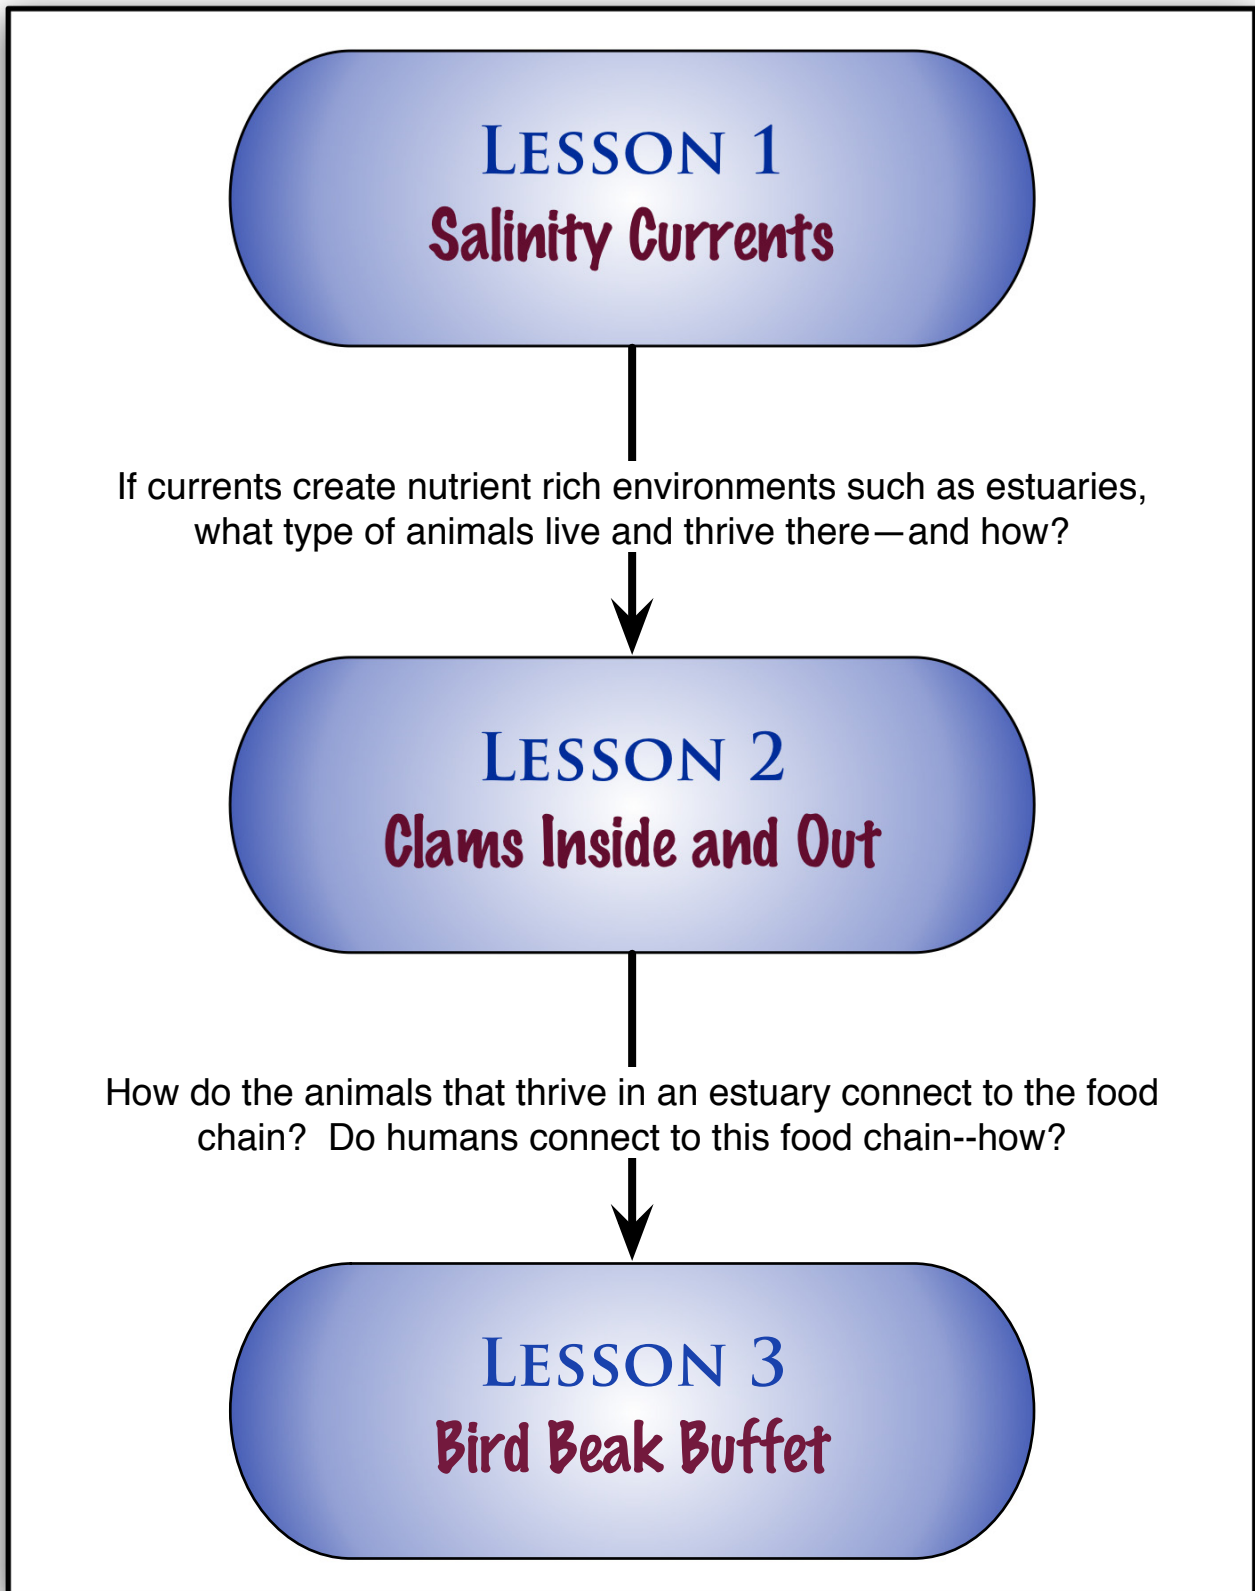 LESSON 1
Salinity Currents
If currents create nutrient rich environments such as estuaries,
what type of animals live and thrive there—and how?
LESSON 2
Clams Inside and Out
How do the animals that thrive in an estuary connect to the food
chain?  Do humans connect to this food chain--how?
LESSON 3
Bird Beak Buffet